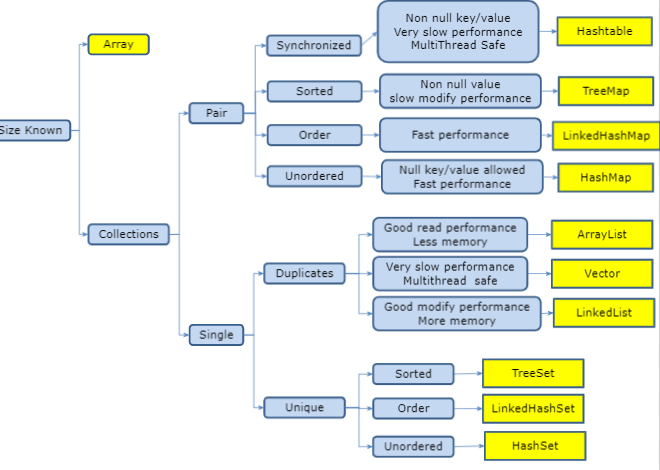 Non null key/value
Very slow performance
MultiThread Safe
Hashtable
Array
Synchronized
Sorted
Non null value
slow modify performance
TreeMap
Pair
Size Known
Order
Fast performance
LinkedHashMap
Unordered
Null key/value allowed
Fast performance
HashMap
Collections
Good read performance
Less memory
ArrayList
Duplicates
Very slow performance
Multithread safe
Vector
Good modify performance
More memory
LinkedList
Single
Sorted
TreeSet
Unique
Order
LinkedHashSet
Unordered
HashSet